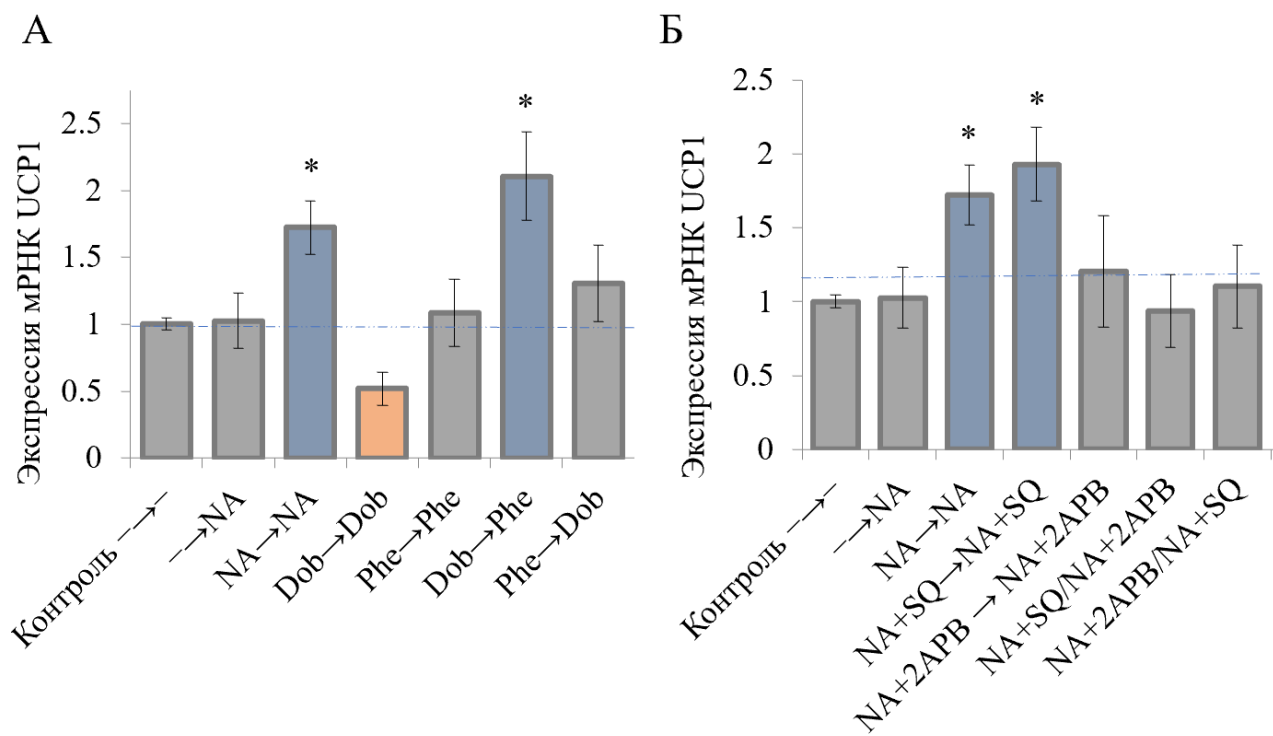 А
Экспрессия мРНК UCP1
2.5
2
1.5
1
0.5
0
*
*
Контроль –→–
–→NA
NA→NA
Dob→Dob
Phe→Phe
Dob→Phe
Phe→Dob
Б
Экспрессия мРНК UCP1
2.5
2
1.5
1
0.5
0
*
*
Контроль –→–
–→NA
NA→NA
NA+SQ→NA+SQ
NA+2APB → NA+2APB
NA+SQ/NA+2APB
NA+2APB/NA+SQ